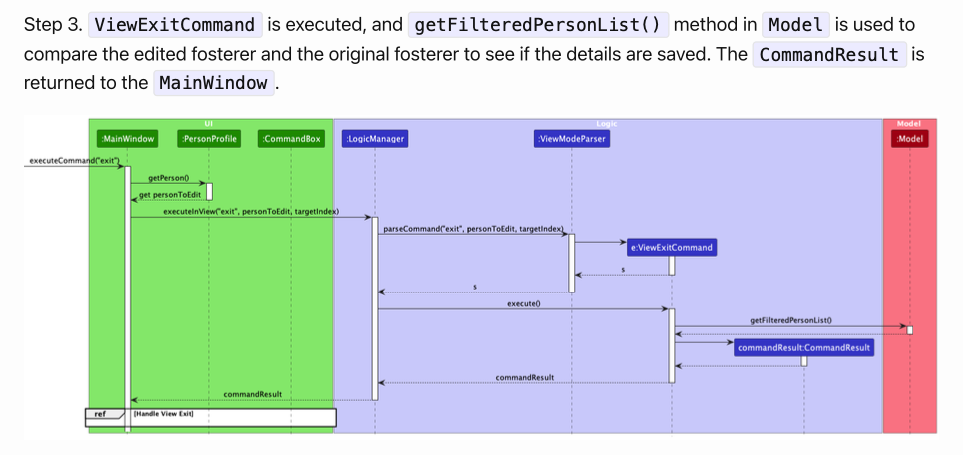 Step 3. ViewExitCommand is executed, and getFilteredPersonList() method in Model is used to
compare the edited fosterer and the original fosterer to see if the details are saved. The CommandResult is
returned to the MainWindow.
UI
Logic
Model
:MainWindow
:PersonProfile
:CommandBox
:LogicManager
:ViewModeParser
:Model
executeCommand("exit")
getPerson()
get personToEdit
executeInView("exit", personToEdit, targetIndex)
parseCommand("exit", personToEdit, targetIndex)
e:ViewExitCommand
s
s
execute()
getFilteredPersonList()
commandResult:CommandResult
commandResult
commandResult
ref
[Handle View Exit]